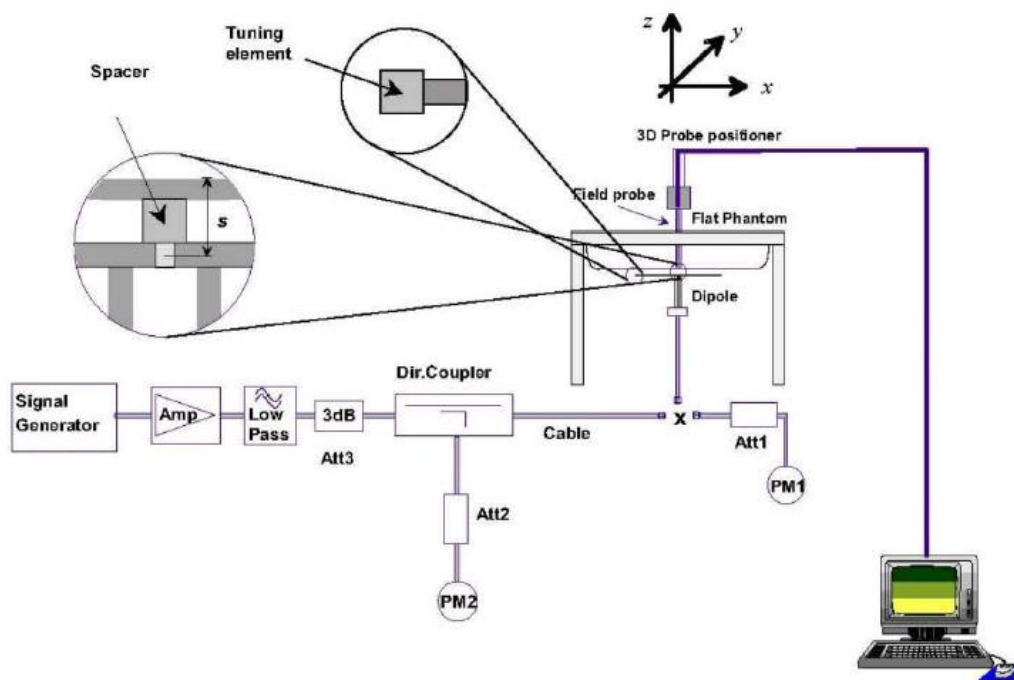 Tuning
element
Spacer
s
z
y
x
3D Probe positioner
Field probe
Flat Phantom
Dipole
Dir.Coupler
Signal
Generator
Amp
Low
Pass
3dB
Att3
Cable
x
Att1
PM1
Att2
PM2